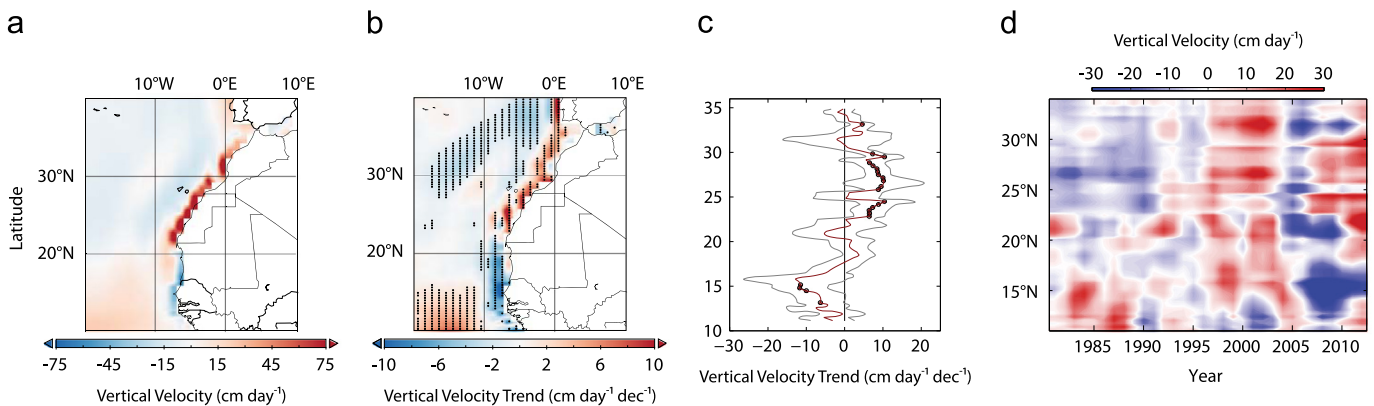 a
b
c
d
Vertical Velocity (cm day⁻¹)
-30 -20 -10 0 10 20 30
10°W 0°E 10°E
10°W 0°E 10°E
Latitude
30°N
20°N
30°N
20°N
35
30
25
20
15
10
30°N
25°N
20°N
15°N
-75 -45 -15 15 45 75
-10 -6 -2 2 6 10
−30 −20 −10 0 10 20
1985 1990 1995 2000 2005 2010
Vertical Velocity (cm day⁻¹)
Vertical Velocity Trend (cm day⁻¹ dec⁻¹)
Vertical Velocity Trend (cm day⁻¹ dec⁻¹)
Year